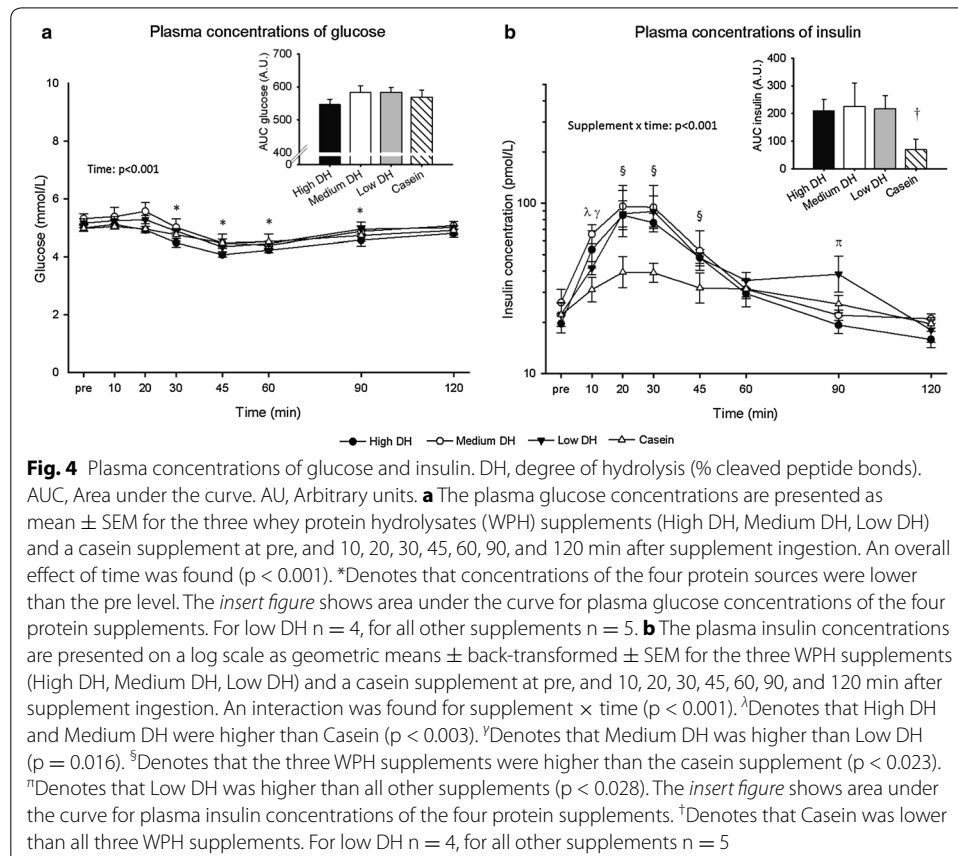 a Plasma concentrations of glucose
b Plasma concentrations of insulin
10
8
6
4
2
0
Glucose (mmol/L)
Time: p<0.001
700
600
500
400
0
AUC glucose (A.U.)
High DH
Medium DH
Low DH
Casein
*
*
*
*
pre 10 20 30 45 60 90 120
Time (min)
100
10
Insulin concentration (pmol/L)
Supplement x time: p<0.001
400
300
200
100
0
AUC insulin (A.U.)
†
High DH
Medium DH
Low DH
Casein
λ γ
§
§
§
π
pre 10 20 30 45 60 90 120
Time (min)
High DH Medium DH Low DH Casein
Fig. 4 Plasma concentrations of glucose and insulin. DH, degree of hydrolysis (% cleaved peptide bonds).
AUC, Area under the curve. AU, Arbitrary units. a The plasma glucose concentrations are presented as
mean ± SEM for the three whey protein hydrolysates (WPH) supplements (High DH, Medium DH, Low DH)
and a casein supplement at pre, and 10, 20, 30, 45, 60, 90, and 120 min after supplement ingestion. An overall
effect of time was found (p < 0.001). *Denotes that concentrations of the four protein sources were lower
than the pre level. The insert figure shows area under the curve for plasma glucose concentrations of the four
protein supplements. For low DH n = 4, for all other supplements n = 5. b The plasma insulin concentrations
are presented on a log scale as geometric means ± back-transformed ± SEM for the three WPH supplements
(High DH, Medium DH, Low DH) and a casein supplement at pre, and 10, 20, 30, 45, 60, 90, and 120 min after
supplement ingestion. An interaction was found for supplement × time (p < 0.001). λDenotes that High DH
and Medium DH were higher than Casein (p < 0.003). γDenotes that Medium DH was higher than Low DH
(p = 0.016). §Denotes that the three WPH supplements were higher than the casein supplement (p < 0.023).
πDenotes that Low DH was higher than all other supplements (p < 0.028). The insert figure shows area under
the curve for plasma insulin concentrations of the four protein supplements. †Denotes that Casein was lower
than all three WPH supplements. For low DH n = 4, for all other supplements n = 5